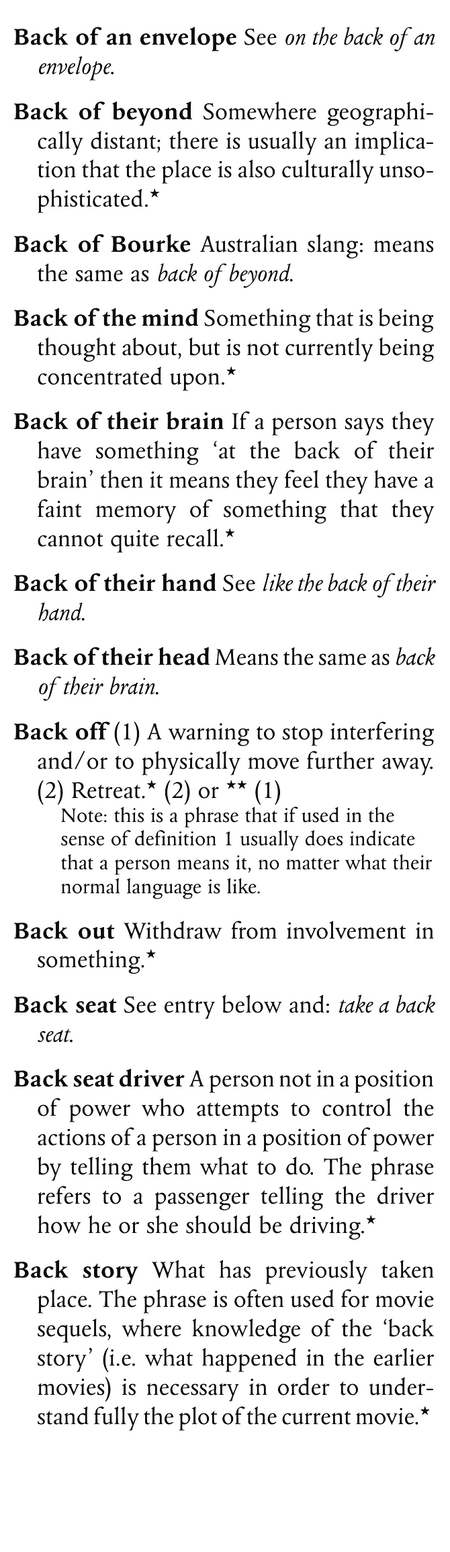 Back of an envelope See on the back of an
envelope.
Back of beyond Somewhere geographi-
cally distant; there is usually an implica-
tion that the place is also culturally unso-
phisticated.★
Back of Bourke Australian slang: means
the same as back of beyond.
Back of the mind Something that is being
thought about, but is not currently being
concentrated upon.★
Back of their brain If a person says they
have something ‘at the back of their
brain’ then it means they feel they have a
faint memory of something that they
cannot quite recall.★
Back of their hand See like the back of their
hand.
Back of their head Means the same as back
of their brain.
Back off (1) A warning to stop interfering
and/or to physically move further away.
(2) Retreat.★ (2) or ★★ (1)
Note: this is a phrase that if used in the
sense of definition 1 usually does indicate
that a person means it, no matter what their
normal language is like.
Back out Withdraw from involvement in
something.★
Back seat See entry below and: take a back
seat.
Back seat driver A person not in a position
of power who attempts to control the
actions of a person in a position of power
by telling them what to do. The phrase
refers to a passenger telling the driver
how he or she should be driving.★
Back story What has previously taken
place. The phrase is often used for movie
sequels, where knowledge of the ‘back
story’ (i.e. what happened in the earlier
movies) is necessary in order to under-
stand fully the plot of the current movie.★